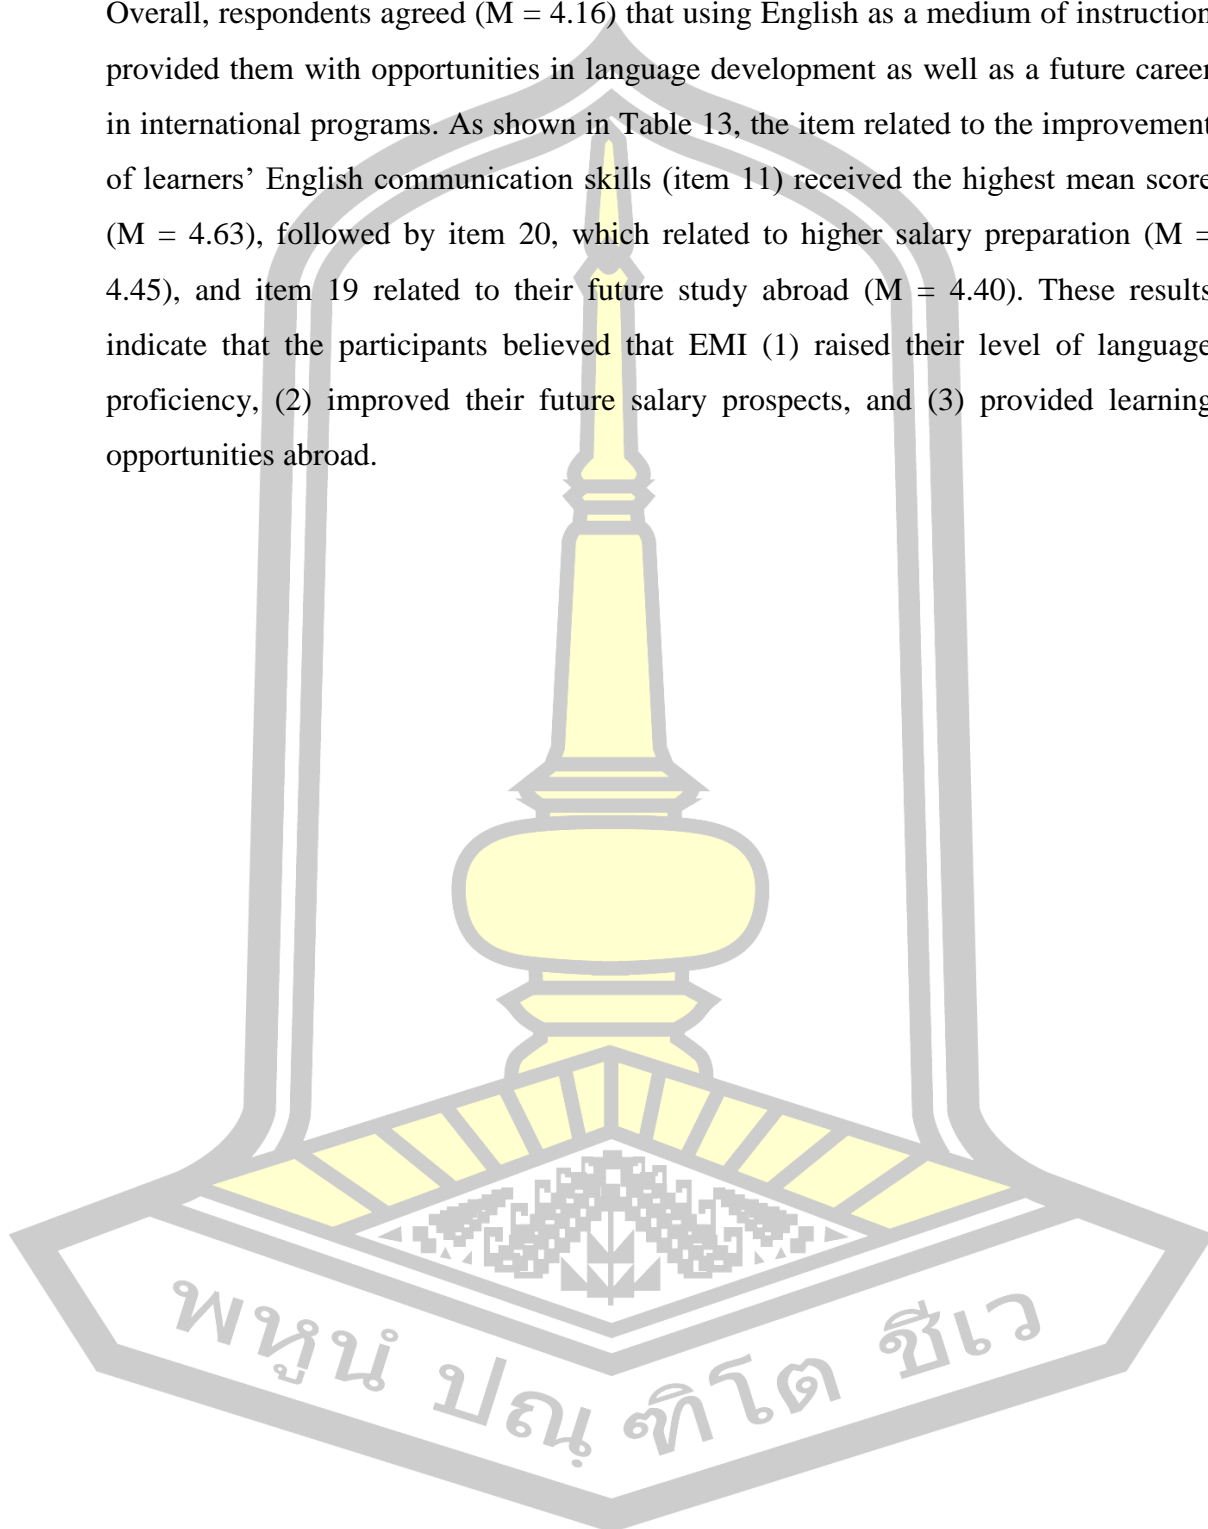 Overall, respondents agreed (M = 4.16) that using English as a medium of instruction
provided them with opportunities in language development as well as a future career
in international programs. As shown in Table 13, the item related to the improvement
of learners’ English communication skills (item 11) received the highest mean score
(M = 4.63), followed by item 20, which related to higher salary preparation (M =
4.45), and item 19 related to their future study abroad (M = 4.40). These results
indicate that the participants believed that EMI (1) raised their level of language
proficiency, (2) improved their future salary prospects, and (3) provided learning
opportunities abroad.
พหูนํ ปณฺฑิโต ชีเว